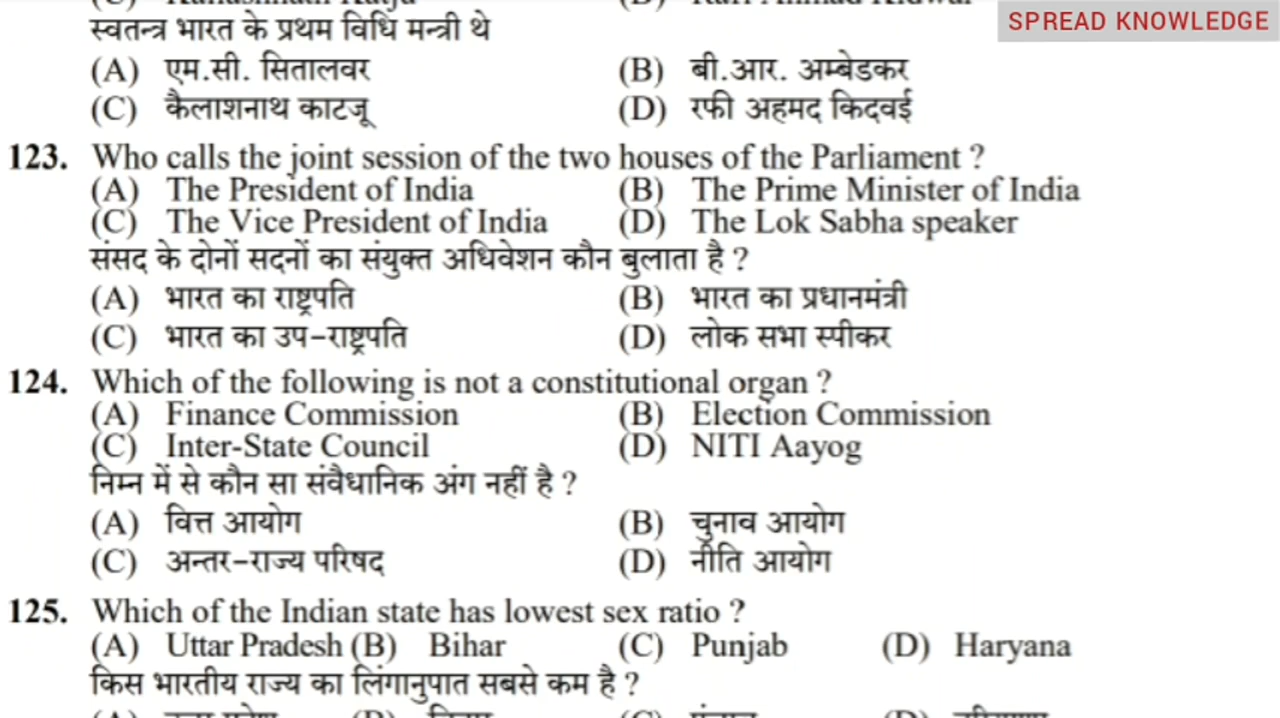 SPREAD KNOWLEDGE
स्वतन्त्र भारत के प्रथम विधि मन्त्री थे
(A) एम.सी. सितालवर (B) बी.आर. अम्बेडकर
(C) कैलाशनाथ काटजू (D) रफी अहमद किदवई
123. Who calls the joint session of the two houses of the Parliament ?
(A) The President of India (B) The Prime Minister of India
(C) The Vice President of India (D) The Lok Sabha speaker
संसद के दोनों सदनों का संयुक्त अधिवेशन कौन बुलाता है ?
(A) भारत का राष्ट्रपति (B) भारत का प्रधानमंत्री
(C) भारत का उप-राष्ट्रपति (D) लोक सभा स्पीकर
124. Which of the following is not a constitutional organ ?
(A) Finance Commission (B) Election Commission
(C) Inter-State Council (D) NITI Aayog
निम्न में से कौन सा संवैधानिक अंग नहीं है ?
(A) वित्त आयोग (B) चुनाव आयोग
(C) अन्तर-राज्य परिषद (D) नीति आयोग
125. Which of the Indian state has lowest sex ratio ?
(A) Uttar Pradesh (B) Bihar (C) Punjab (D) Haryana
किस भारतीय राज्य का लिंगानुपात सबसे कम है ?